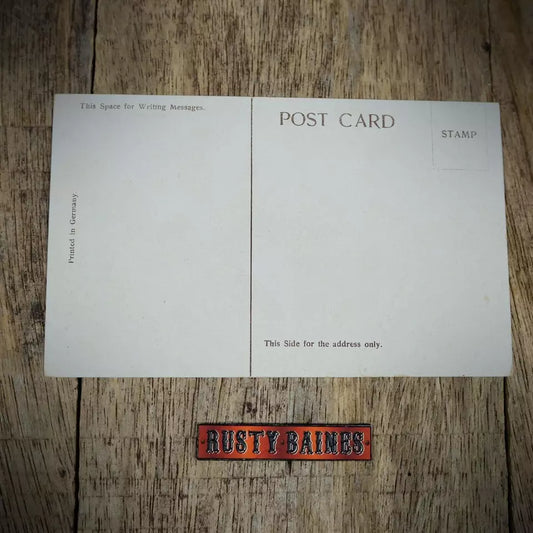 This Space for Writing Messages.
POST CARD
STAMP
Printed in Germany
This Side for the address only.
RUSTY BAINES